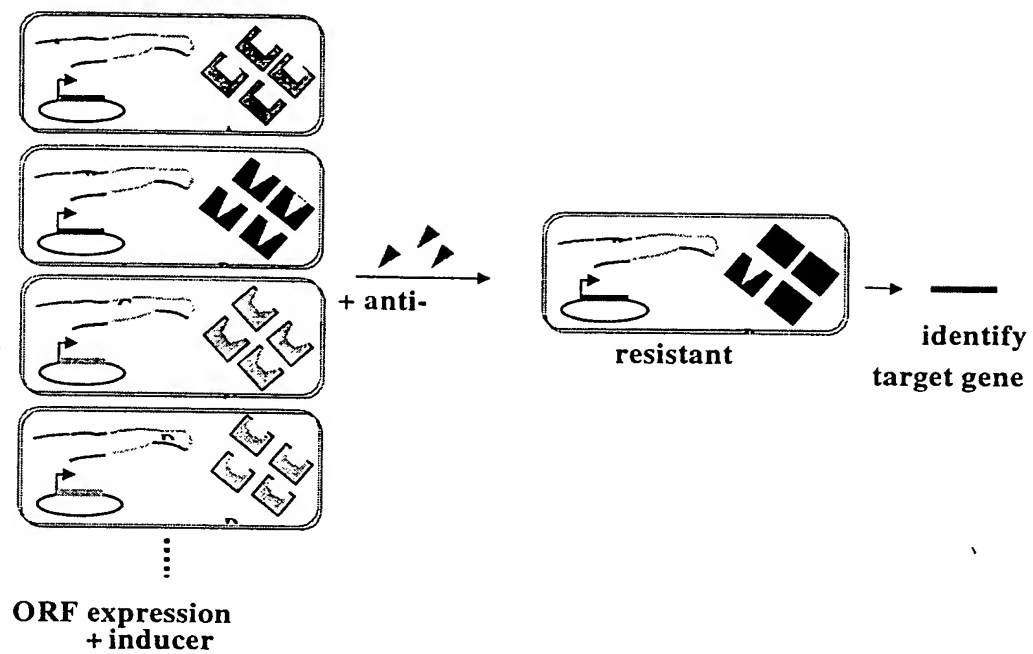 + anti-
resistant
identify
target gene
ORF expression
+ inducer